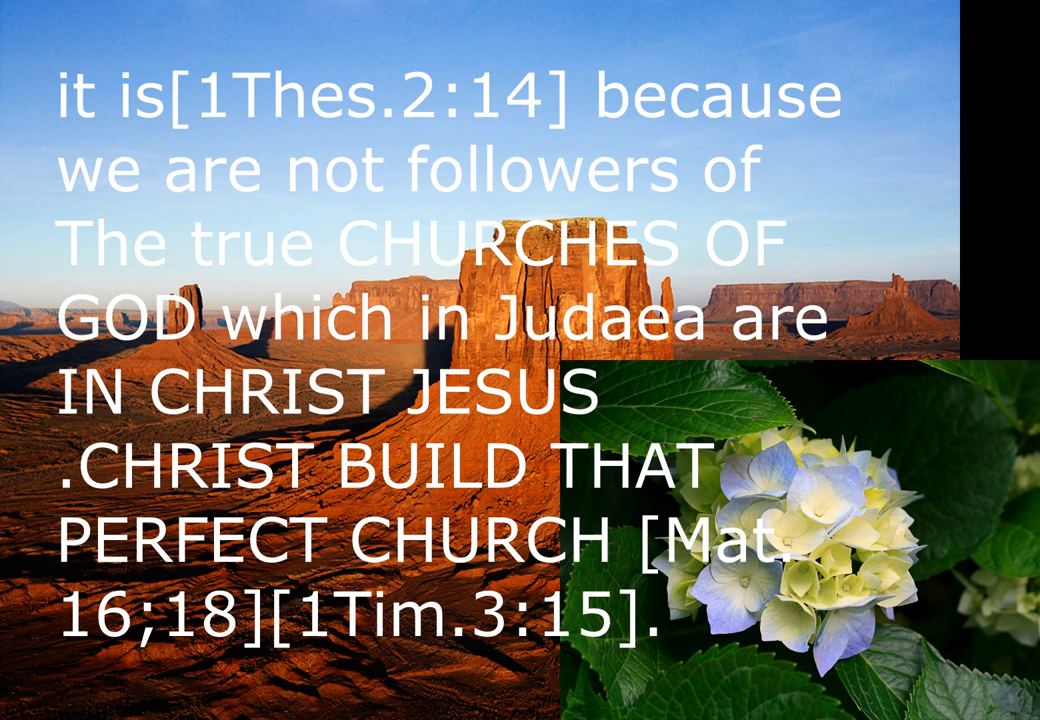 it is[1Thes.2:14] because
we are not followers of
The true CHURCHES OF
GOD which in Judaea are
IN CHRIST JESUS
.CHRIST BUILD THAT
PERFECT CHURCH [Mat.
16;18][1Tim.3:15].